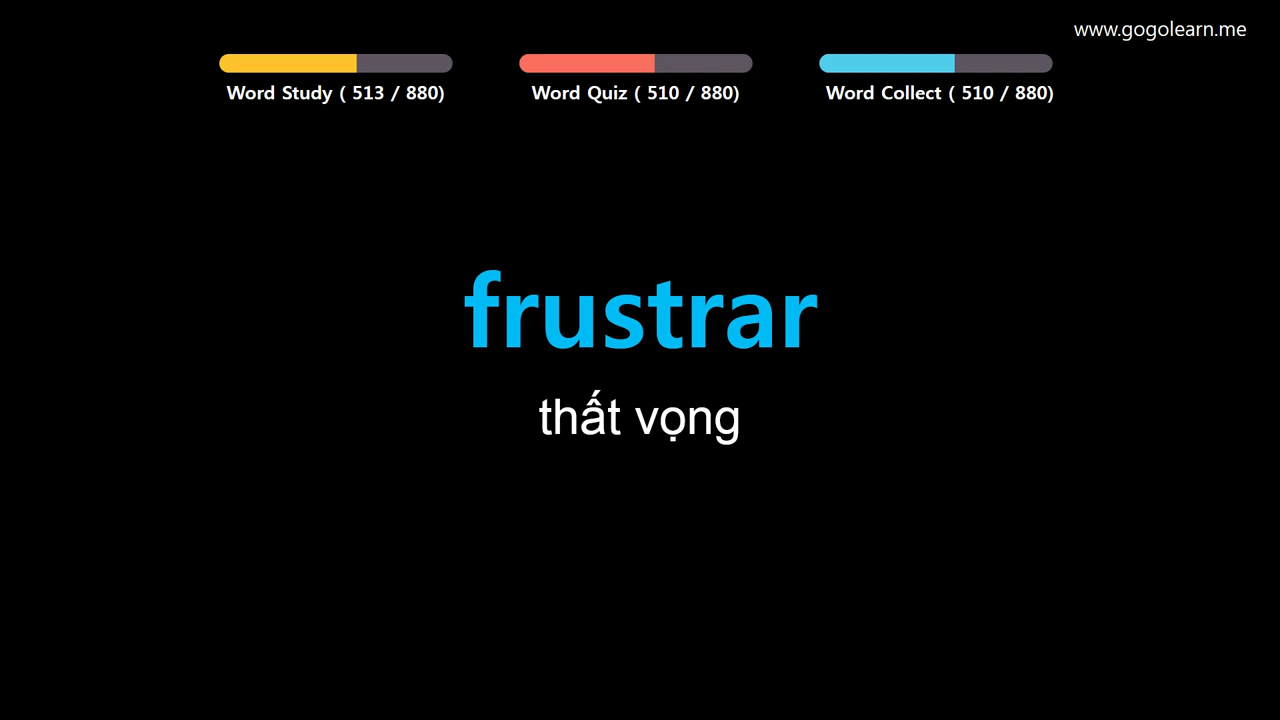 www.gogolearn.me
Word Study ( 513 / 880)
Word Quiz ( 510 / 880)
Word Collect ( 510 / 880)
frustrar
thất vọng